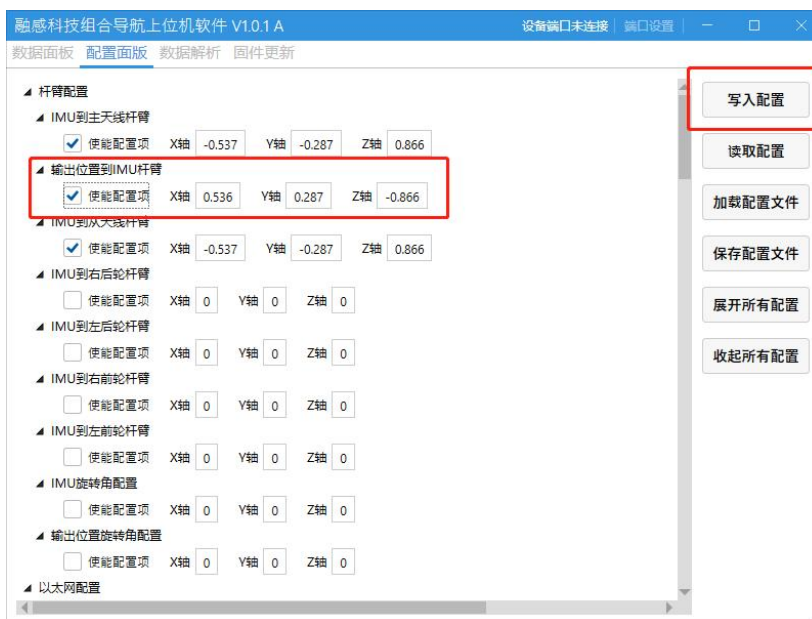 融感科技组合导航上位机软件 V1.0.1 A 设备端口未连接 端口设置
数据面板 配置面版 数据解析 固件更新
杆臂配置
IMU到主天线杆臂
使能配置项 X轴 -0.537 Y轴 -0.287 Z轴 0.866
输出位置到IMU杆臂
使能配置项 X轴 0.536 Y轴 0.287 Z轴 -0.866
IMU到从天线杆臂
使能配置项 X轴 -0.537 Y轴 -0.287 Z轴 0.866
IMU到右后轮杆臂
使能配置项 X轴 0 Y轴 0 Z轴 0
IMU到左后轮杆臂
使能配置项 X轴 0 Y轴 0 Z轴 0
IMU到右前轮杆臂
使能配置项 X轴 0 Y轴 0 Z轴 0
IMU到左前轮杆臂
使能配置项 X轴 0 Y轴 0 Z轴 0
IMU旋转角配置
使能配置项 X轴 0 Y轴 0 Z轴 0
输出位置旋转角配置
使能配置项 X轴 0 Y轴 0 Z轴 0
以太网配置
写入配置
读取配置
加载配置文件
保存配置文件
展开所有配置
收起所有配置